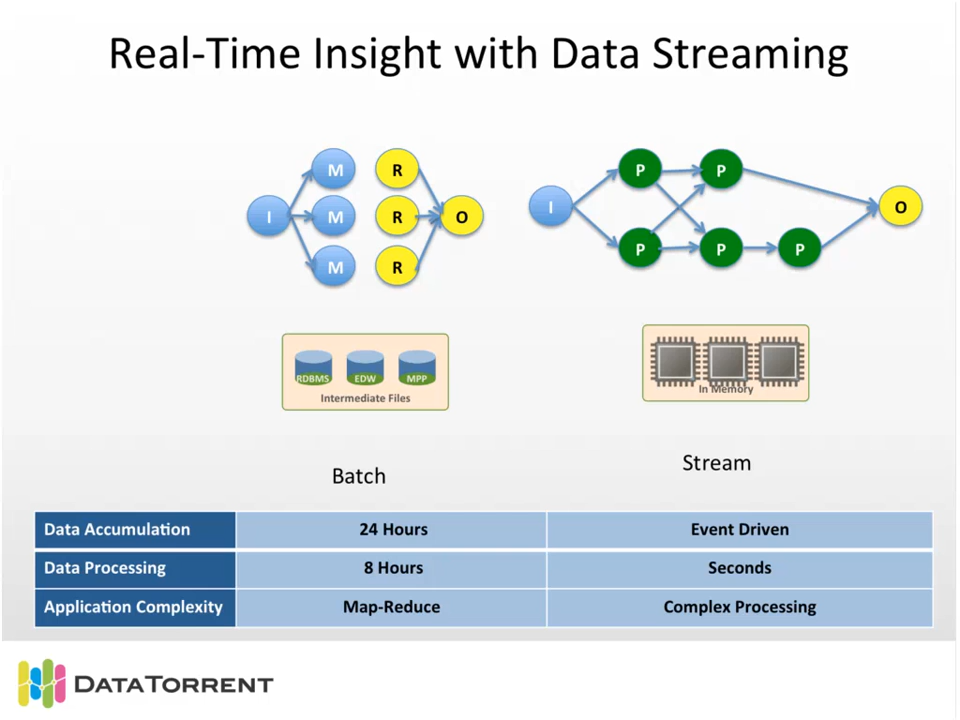 Real-Time Insight with Data Streaming
M R
I M R O
M R
I P P O
P P P
RDBMS EDW MPP
Intermediate Files
In Memory
Batch
Stream
Data Accumulation 24 Hours Event Driven
Data Processing 8 Hours Seconds
Application Complexity Map-Reduce Complex Processing
DATATORRENT